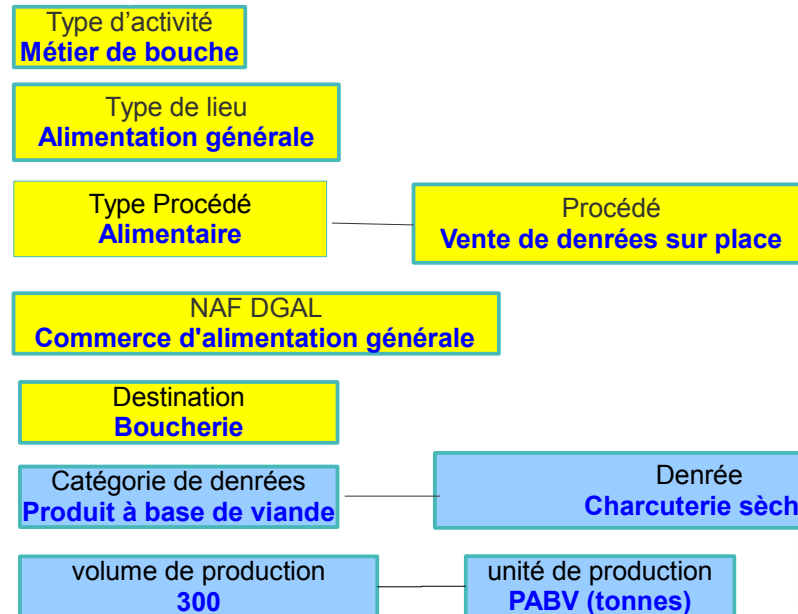 Type d’activité
Métier de bouche
Type de lieu
Alimentation générale
Type Procédé
Alimentaire
Procédé
Vente de denrées sur place
NAF DGAL
Commerce d'alimentation générale
Destination
Boucherie
Catégorie de denrées
Produit à base de viande
Denrée
Charcuterie sèch
volume de production
300
unité de production
PABV (tonnes)